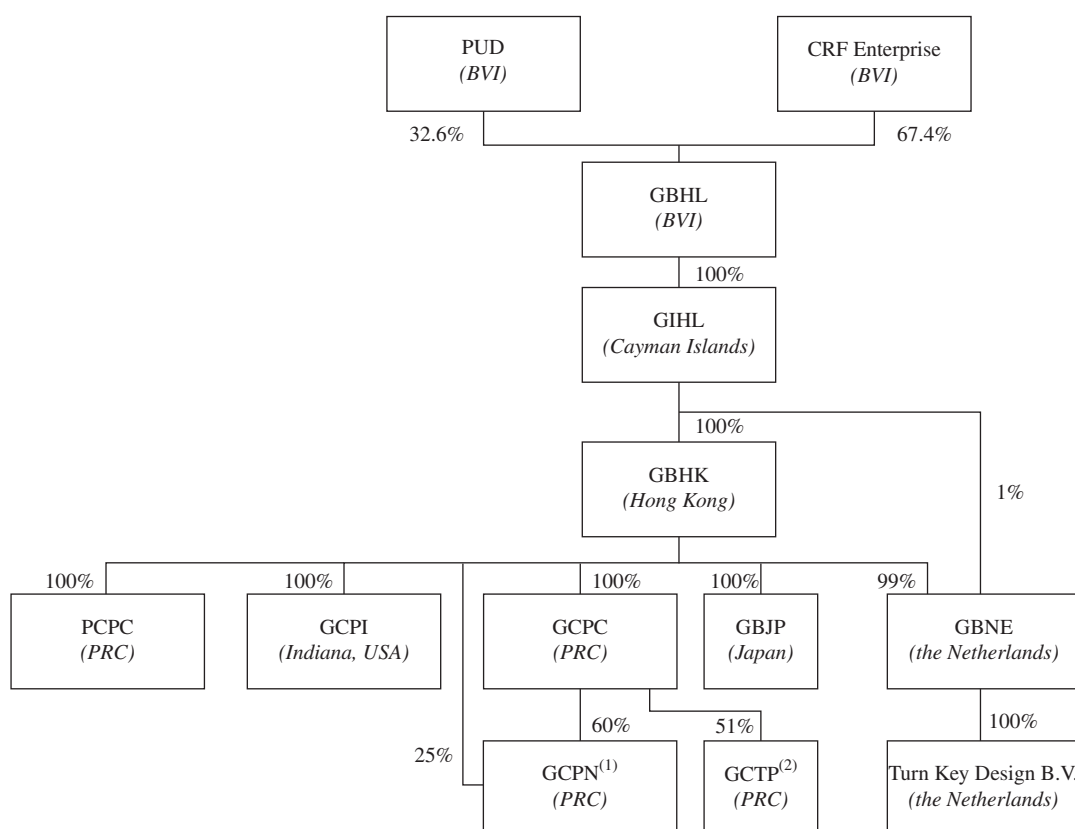 PUD
(BVI)
CRF Enterprise
(BVI)
32.6%
67.4%
GBHL
(BVI)
100%
GIHL
(Cayman Islands)
100%
GBHK
(Hong Kong)
1%
100%
100%
100%
100%
99%
PCPC
(PRC)
GCPI
(Indiana, USA)
GCPC
(PRC)
GBJP
(Japan)
GBNE
(the Netherlands)
25%
60%
51%
100%
GCPN(1)
(PRC)
GCTP(2)
(PRC)
Turn Key Design B.V.
(the Netherlands)